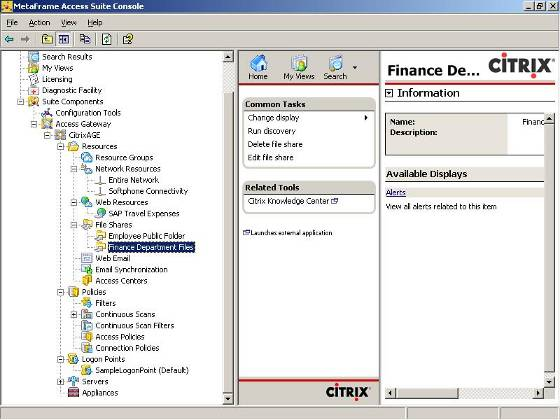 MetaFrame Access Suite Console
File Action View Help
Search Results
My Views
Licensing
Diagnostic Facility
Suite Components
Configuration Tools
Access Gateway
CitrixAGE
Resources
Resource Groups
Network Resources
Entire Network
Softphone Connectivity
Web Resources
SAP Travel Expenses
File Shares
Employee Public Folder
Finance Department Files
Web Email
Email Synchronization
Access Centers
Policies
Filters
Continuous Scans
Continuous Scan Filters
Access Policies
Connection Policies
Logon Points
SampleLogonPoint (Default)
Servers
Appliances
Home My Views Search
Common Tasks
Change display
Run discovery
Delete file share
Edit file share
Related Tools
Citrix Knowledge Center
Launches external application
CITRIX
Finance De... CITRIX
Information
Name: Financ
Description:
Available Displays
Alerts
View all alerts related to this item